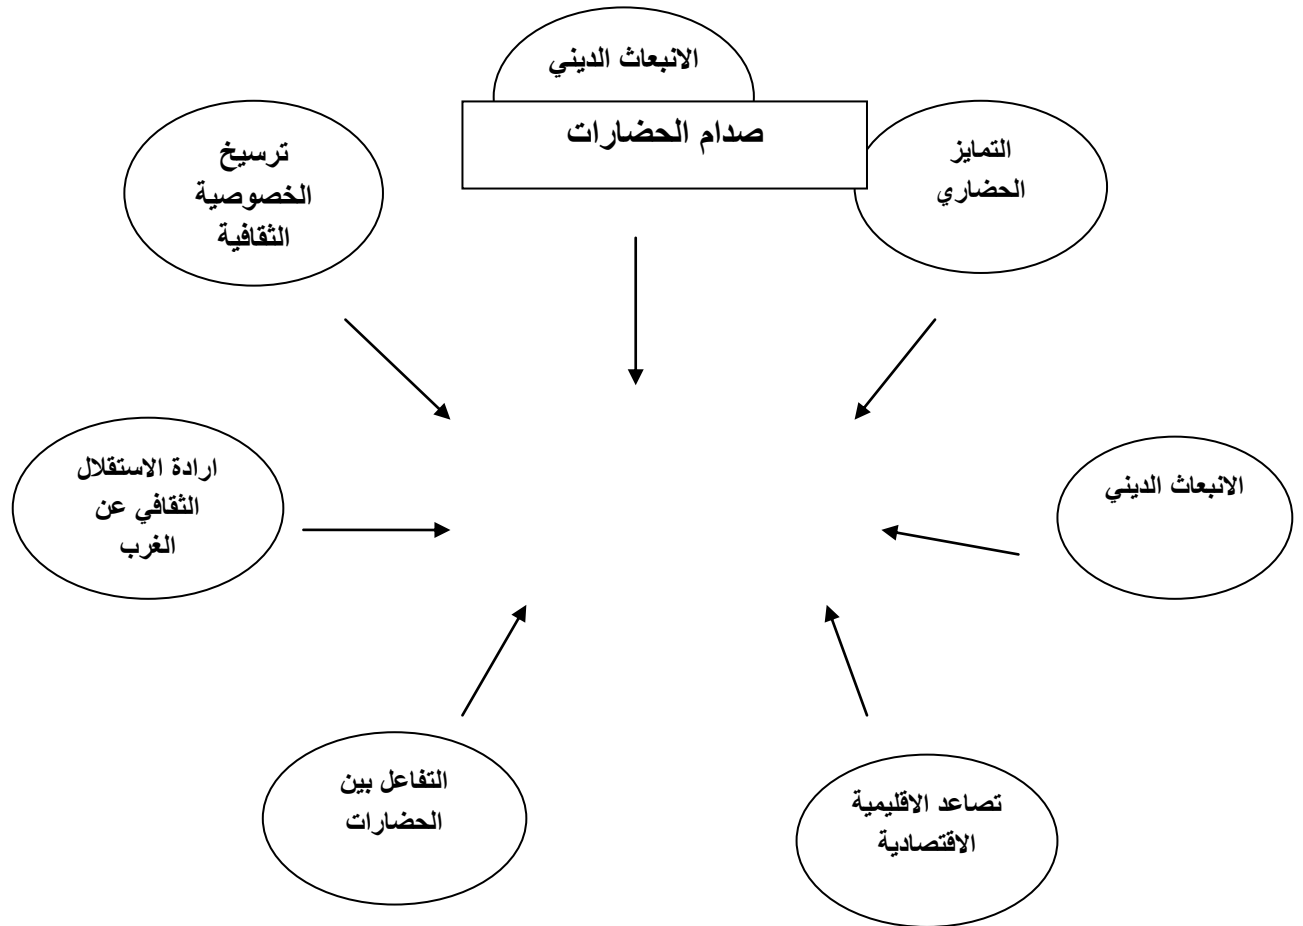 الانبعاث الديني
صدام الحضارات
التمايز
الحضاري
ترسيخ
الخصوصية
الثقافية
الانبعاث الديني
ارادة الاستقلال
الثقافي عن
الغرب
التفاعل بين
الحضارات
تصاعد الاقليمية
الاقتصادية